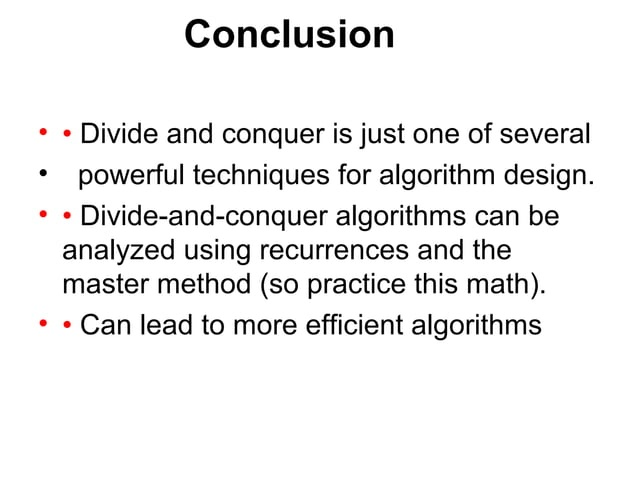 Conclusion
• • Divide and conquer is just one of several
• powerful techniques for algorithm design.
• • Divide-and-conquer algorithms can be
analyzed using recurrences and the
master method (so practice this math).
• • Can lead to more efficient algorithms